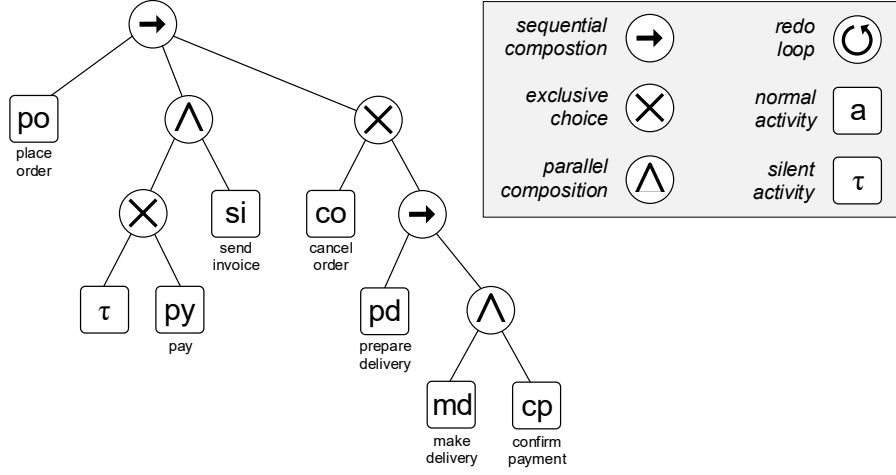 po
place
order
si
send
invoice
co
cancel
order
τ
py
pay
pd
prepare
delivery
md
make
delivery
cp
confirm
payment
sequential
compostion
redo
loop
exclusive
choice
normal
activity
a
parallel
composition
silent
activity
τ